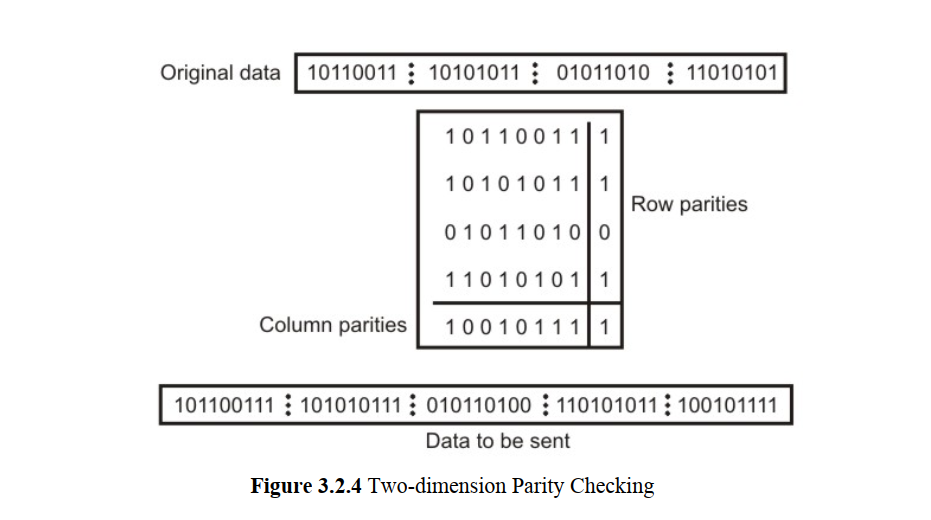 Original data 10110011 ⋮ 10101011 ⋮ 01011010 ⋮ 11010101
1 0 1 1 0 0 1 1 1
1 0 1 0 1 0 1 1 1
Row parities
0 1 0 1 1 0 1 0 0
1 1 0 1 0 1 0 1 1
Column parities 1 0 0 1 0 1 1 1 1
101100111 ⋮ 101010111 ⋮ 010110100 ⋮ 110101011 ⋮ 100101111
Data to be sent
Figure 3.2.4 Two-dimension Parity Checking